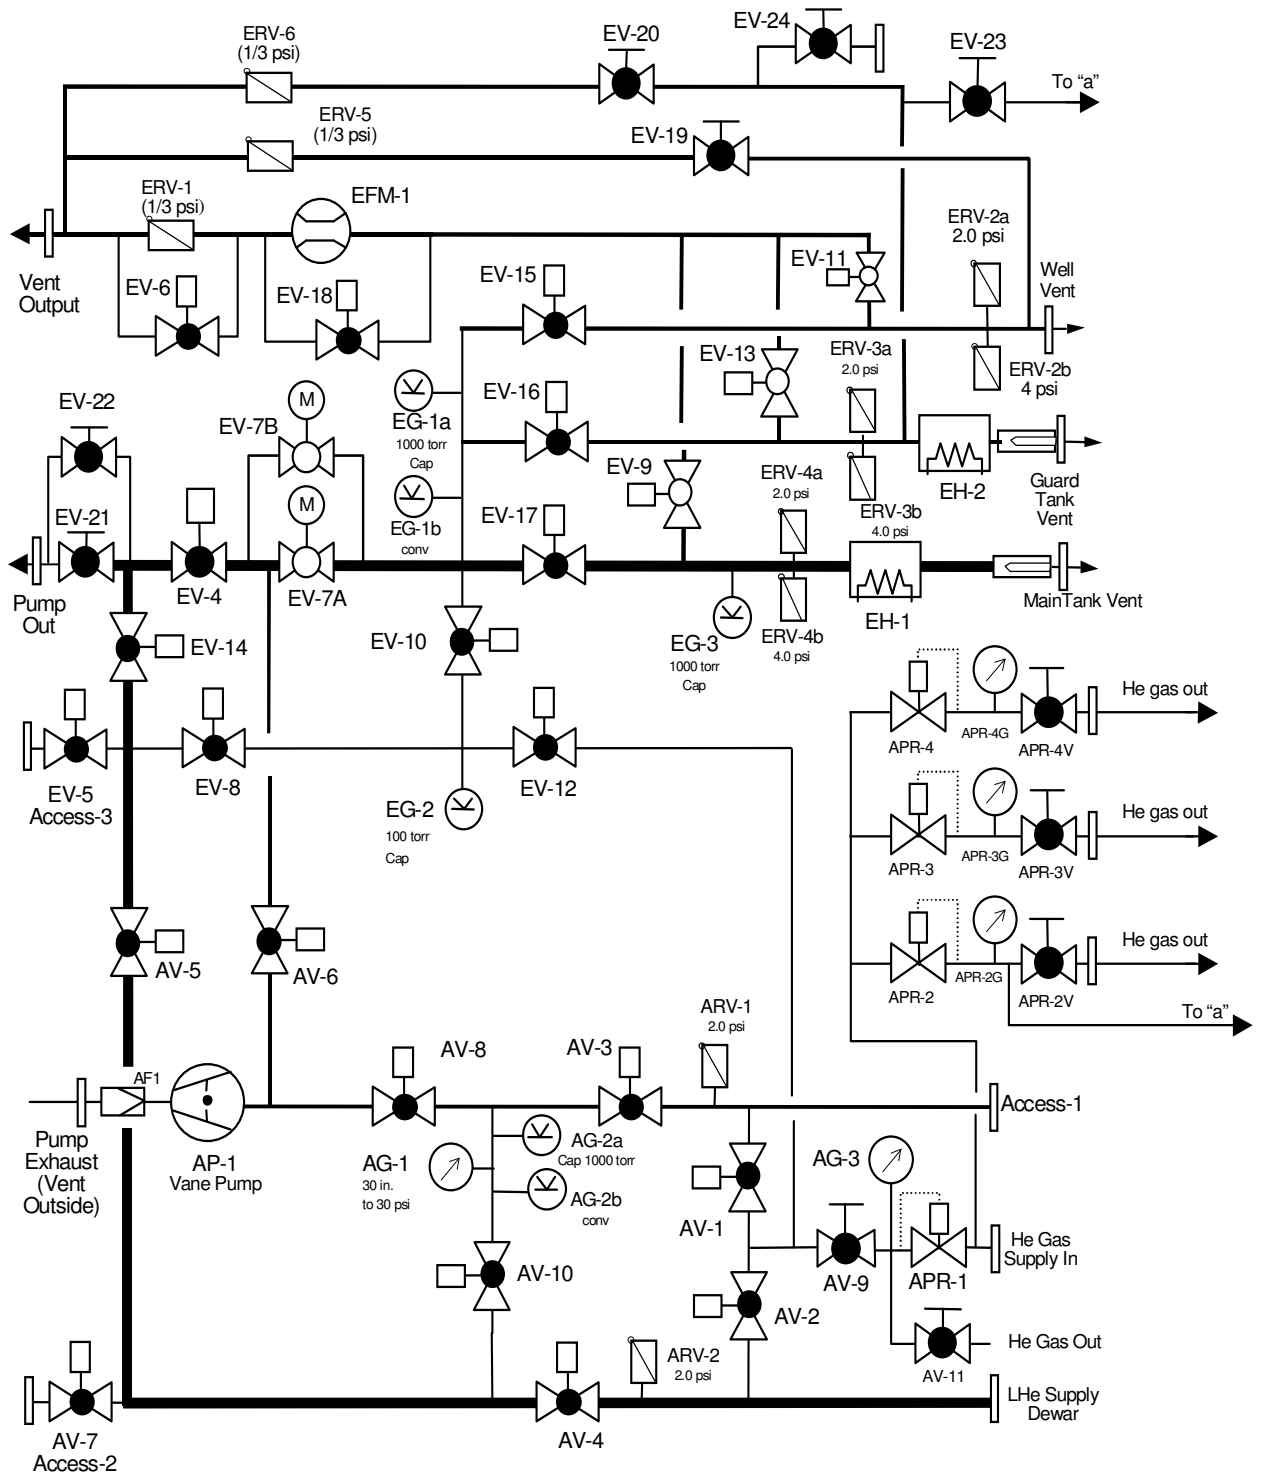 EV-24
ERV-6
(1/3 psi)
EV-20
EV-23
To “a”
ERV-5
(1/3 psi)
EV-19
ERV-1
(1/3 psi)
EFM-1
ERV-2a
2.0 psi
Vent
Output
EV-6
EV-18
EV-15
EV-11
Well
Vent
EV-13
ERV-3a
2.0 psi
ERV-2b
4 psi
EV-22
EV-7B
M
EV-16
EG-1a
1000 torr
Cap
EV-9
ERV-4a
2.0 psi
EH-2
Guard
Tank
Vent
EV-21
M
EG-1b
conv
EV-17
ERV-3b
4.0 psi
Pump
Out
EV-4
EV-7A
EH-1
MainTank Vent
EV-14
EV-10
EG-3
1000 torr
Cap
ERV-4b
4.0 psi
He gas out
APR-4
APR-4G
APR-4V
EV-5
Access-3
EV-8
EG-2
100 torr
Cap
EV-12
He gas out
APR-3
APR-3G
APR-3V
AV-5
AV-6
He gas out
APR-2
APR-2G
APR-2V
To “a”
ARV-1
2.0 psi
AV-8
AV-3
AF1
Access-1
Pump
Exhaust
(Vent
Outside)
AP-1
Vane Pump
AG-1
30 in.
to 30 psi
AG-2a
Cap 1000 torr
AG-2b
conv
AG-3
AV-1
He Gas
Supply In
AV-10
AV-9
APR-1
AV-2
He Gas Out
ARV-2
2.0 psi
AV-11
LHe Supply
Dewar
AV-7
Access-2
AV-4